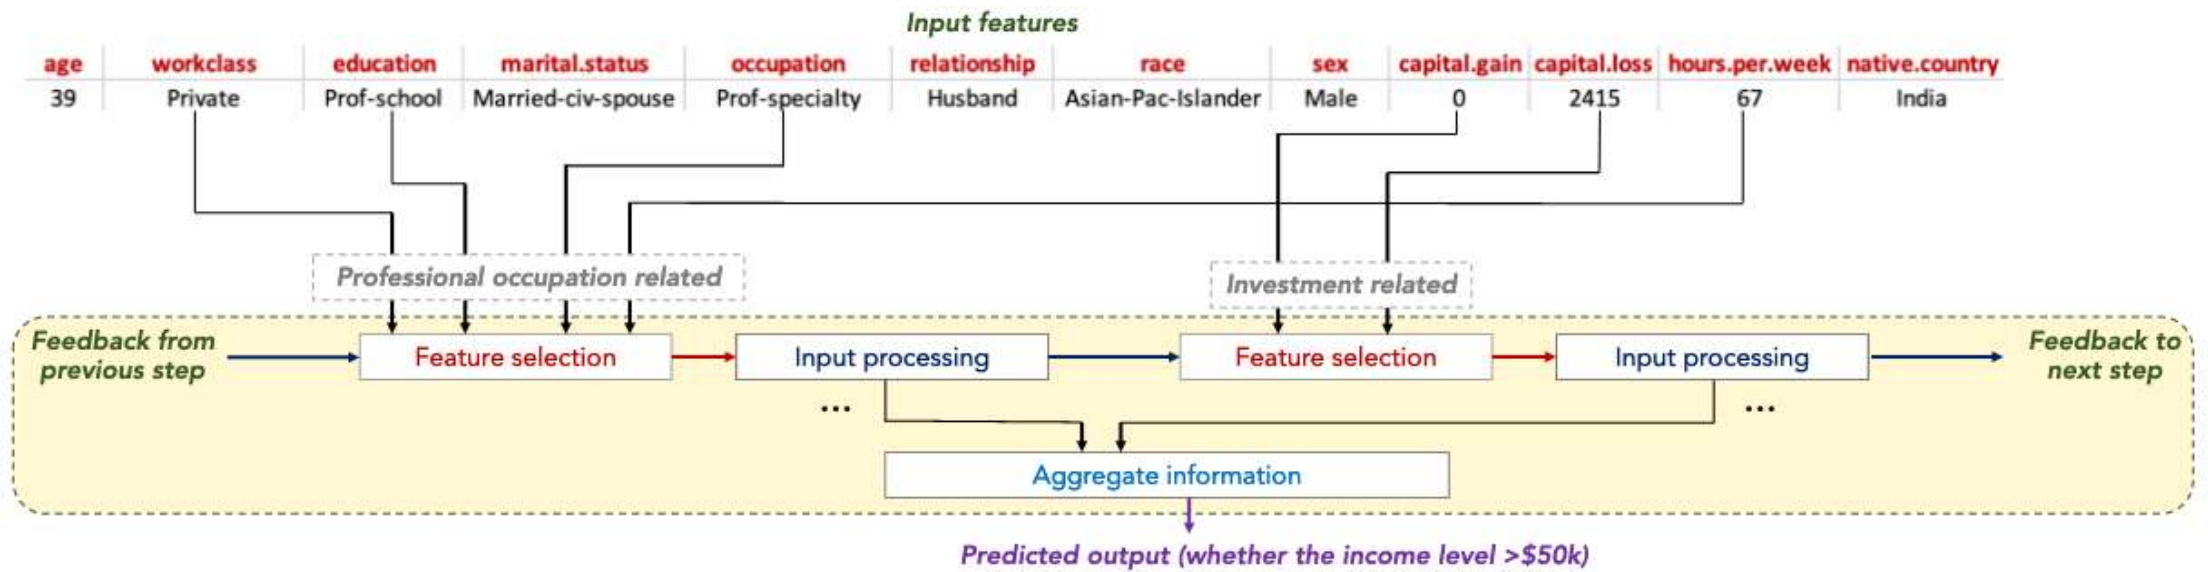 Input features
age workclass education marital.status occupation relationship race sex capital.gain capital.loss hours.per.week native.country
39 Private Prof-school Married-civ-spouse Prof-specialty Husband Asian-Pac-Islander Male 0 2415 67 India
Professional occupation related
Investment related
Feedback from
previous step
Feature selection
Input processing
Feature selection
Input processing
Feedback to
next step
...
...
Aggregate information
Predicted output (whether the income level >$50k)